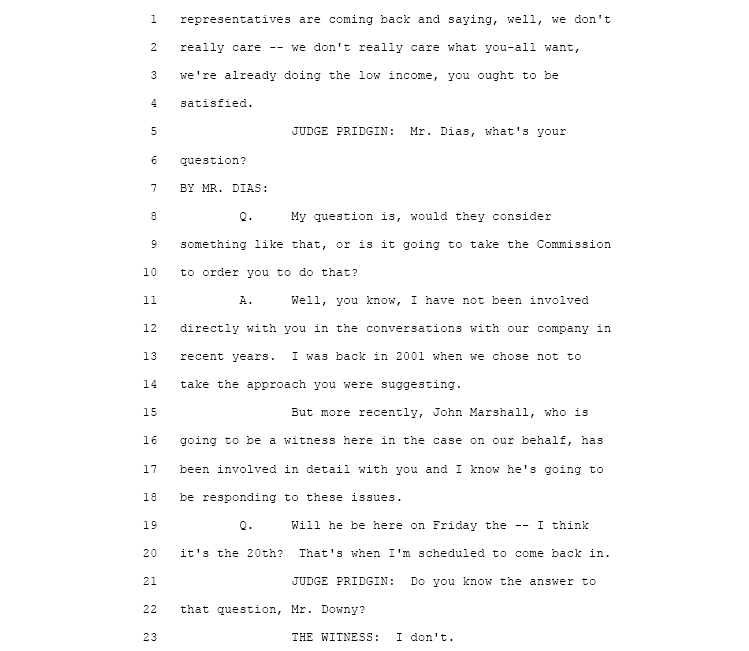 1 representatives are coming back and saying, well, we don't
2 really care -- we don't really care what you-all want,
3 we're already doing the low income, you ought to be
4 satisfied.
5 JUDGE PRIDGIN: Mr. Dias, what's your
6 question?
7 BY MR. DIAS:
8 Q. My question is, would they consider
9 something like that, or is it going to take the Commission
10 to order you to do that?
11 A. Well, you know, I have not been involved
12 directly with you in the conversations with our company in
13 recent years. I was back in 2001 when we chose not to
14 take the approach you were suggesting.
15 But more recently, John Marshall, who is
16 going to be a witness here in the case on our behalf, has
17 been involved in detail with you and I know he's going to
18 be responding to these issues.
19 Q. Will he be here on Friday the -- I think
20 it's the 20th? That's when I'm scheduled to come back in.
21 JUDGE PRIDGIN: Do you know the answer to
22 that question, Mr. Downy?
23 THE WITNESS: I don't.